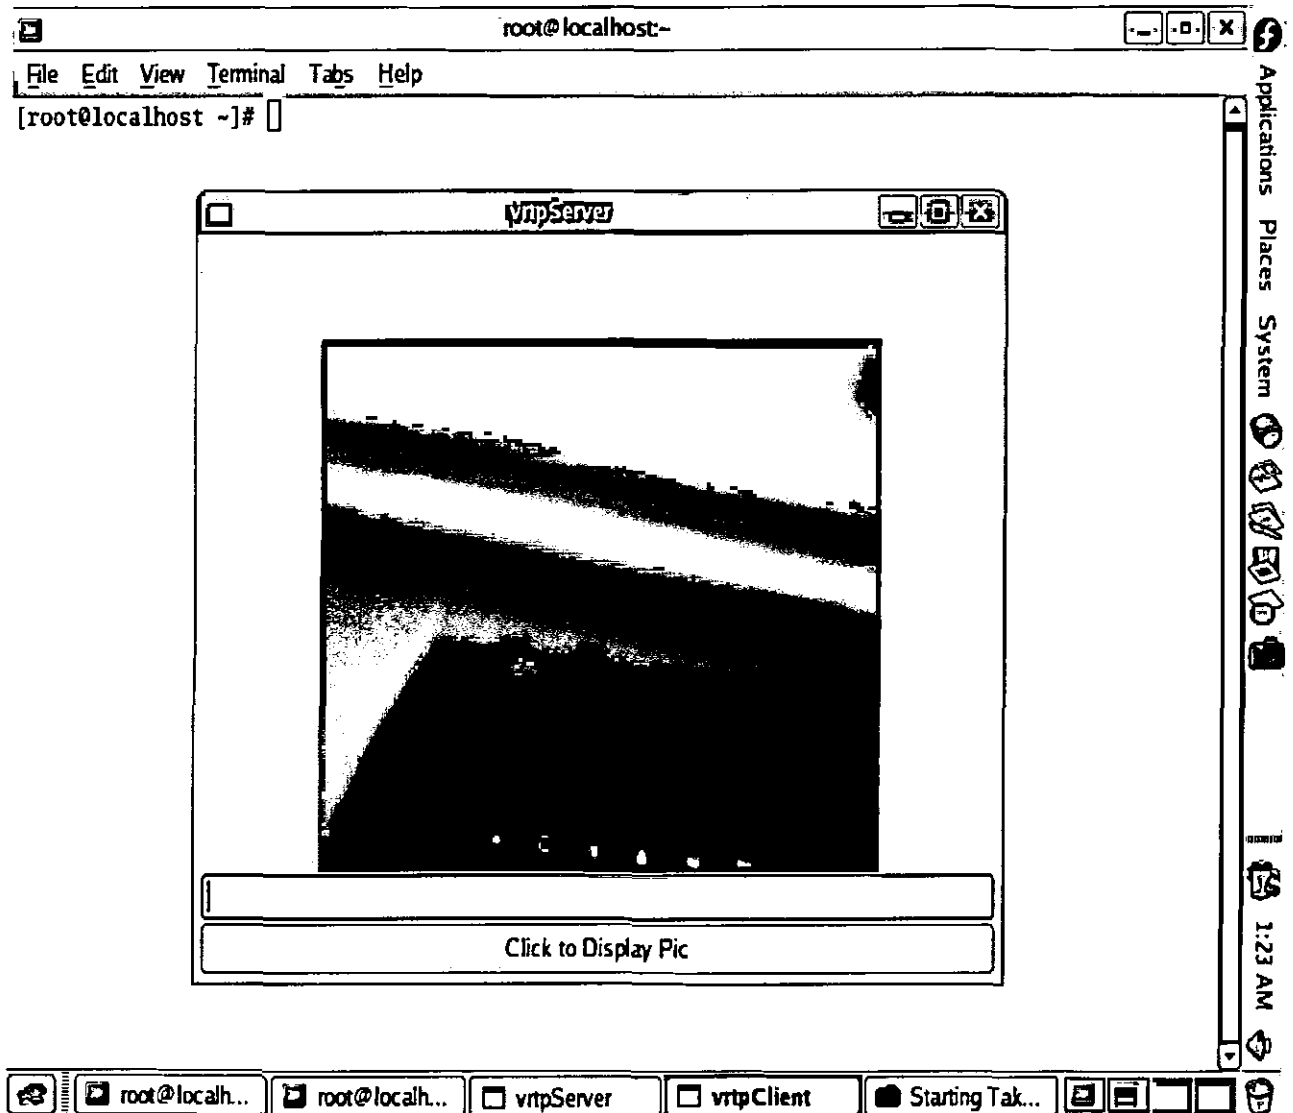 root@localhost:~
File Edit View Terminal Tabs Help
[root@localhost ~]#
vrtpServer
Click to Display Pic
Applications Places System
1:23 AM
root@localh... root@localh... vrtpServer vrtpClient Starting Tak...